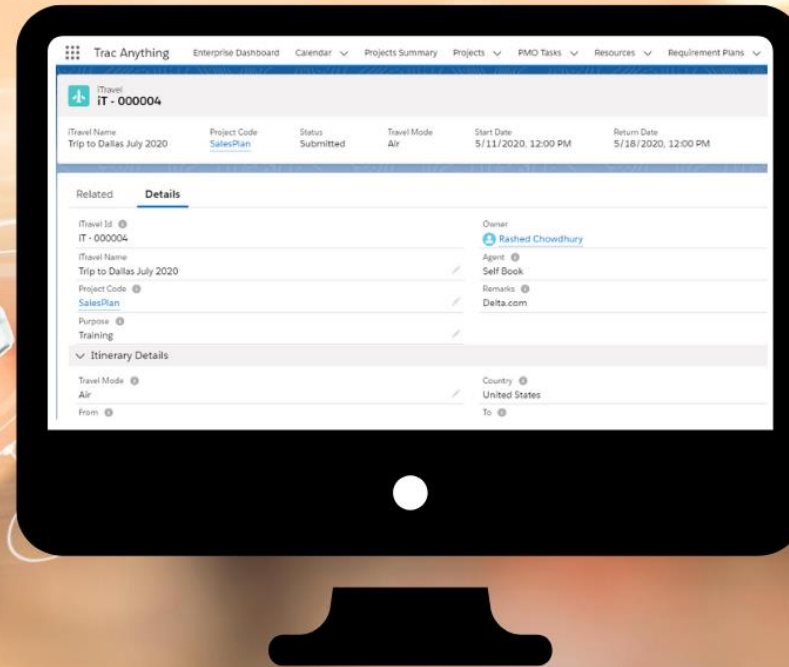 Trac Anything Enterprise Dashboard Calendar Projects Summary Projects PMO Tasks Resources Requirement Plans
iTravel
iT - 000004
iTravel Name Project Code Status Travel Mode Start Date Return Date
Trip to Dallas July 2020 SalesPlan Submitted Air 5/11/2020, 12:00 PM 5/18/2020, 12:00 PM
Related Details
iTravel Id Owner
iT - 000004 Rashed Chowdhury
iTravel Name Agent
Trip to Dallas July 2020 Self Book
Project Code Remarks
SalesPlan Delta.com
Purpose
Training
Itinerary Details
Travel Mode Country
Air United States
From To